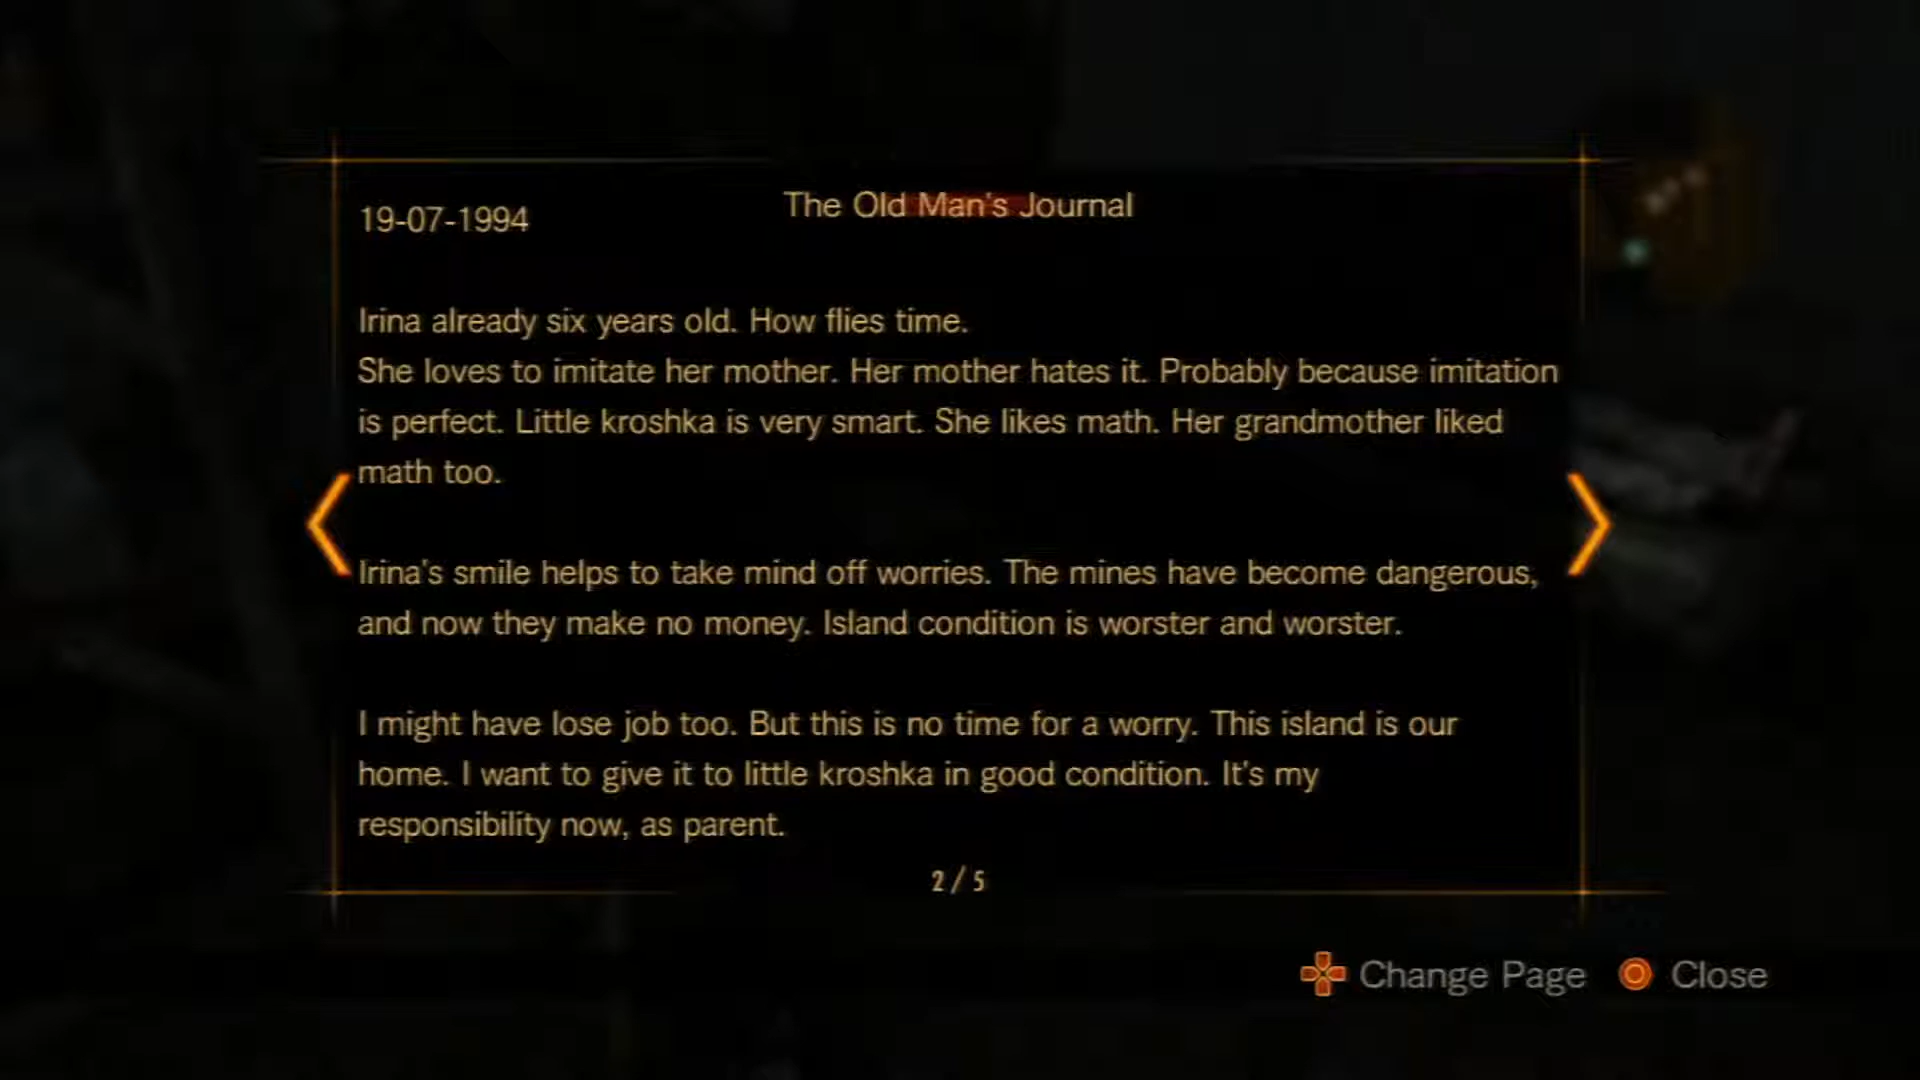 The Old Man's Journal
19-07-1994
Irina already six years old. How flies time.
She loves to imitate her mother. Her mother hates it. Probably because imitation
is perfect. Little kroshka is very smart. She likes math. Her grandmother liked
math too.
Irina's smile helps to take mind off worries. The mines have become dangerous,
and now they make no money. Island condition is worster and worster.
I might have lose job too. But this is no time for a worry. This island is our
home. I want to give it to little kroshka in good condition. It's my
responsibility now, as parent.
2 / 5
Change Page Close